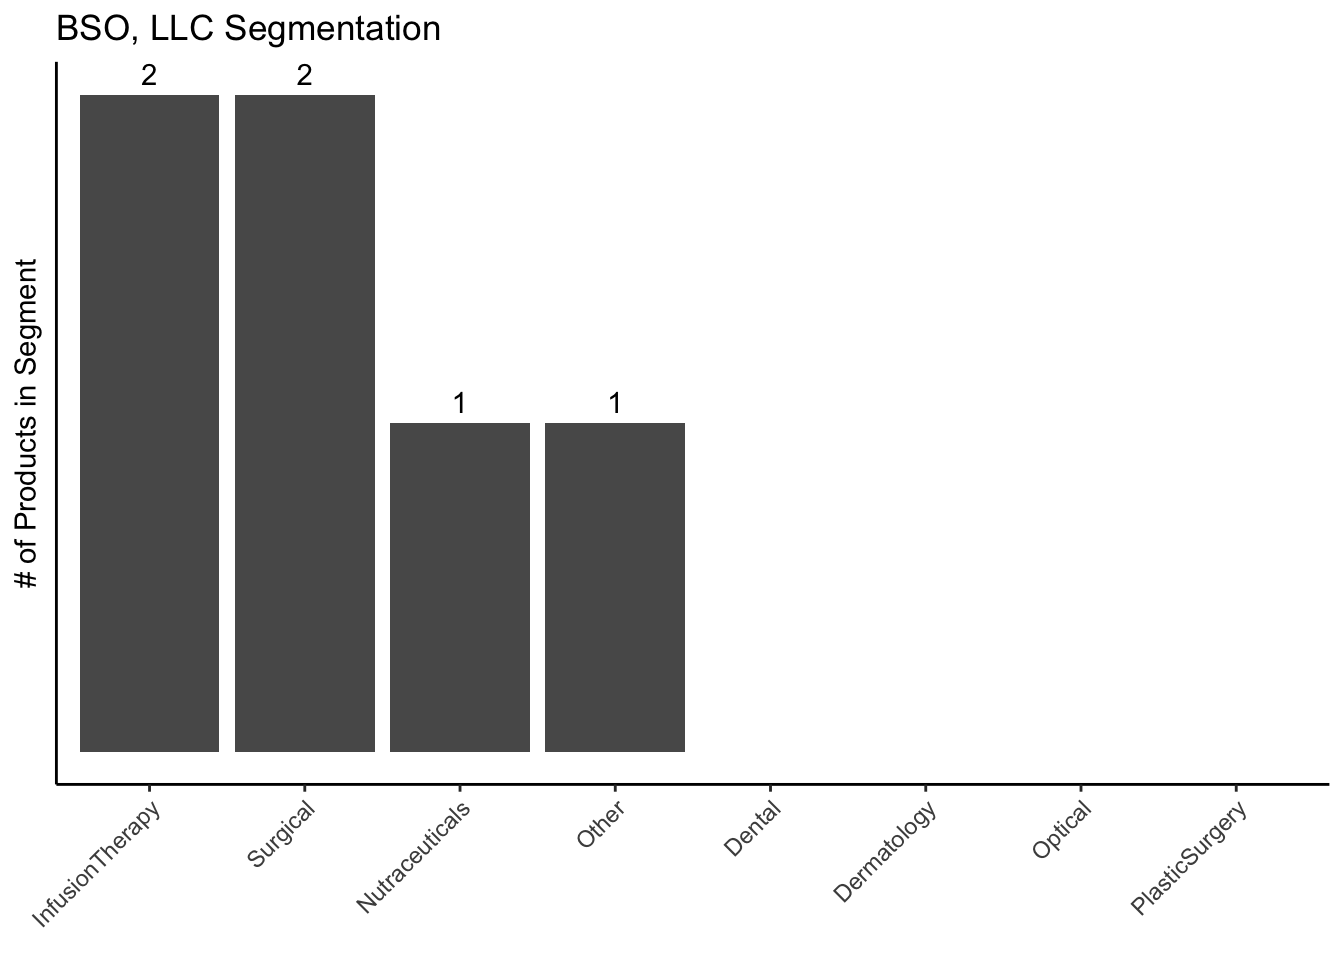 BSO, LLC Segmentation
2
2
1
1
# of Products in Segment
InfusionTherapy
Surgical
Nutraceuticals
Other
Dental
Dermatology
Optical
PlasticSurgery